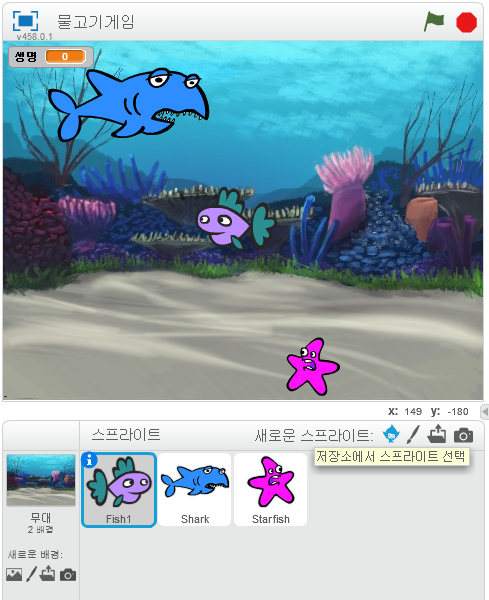 물고기게임
v458.0.1
생명 0
x: 149 y: -180
스프라이트 새로운 스프라이트:
저장소에서 스프라이트 선택
Fish1 Shark Starfish
무대
2 배경
새로운 배경: